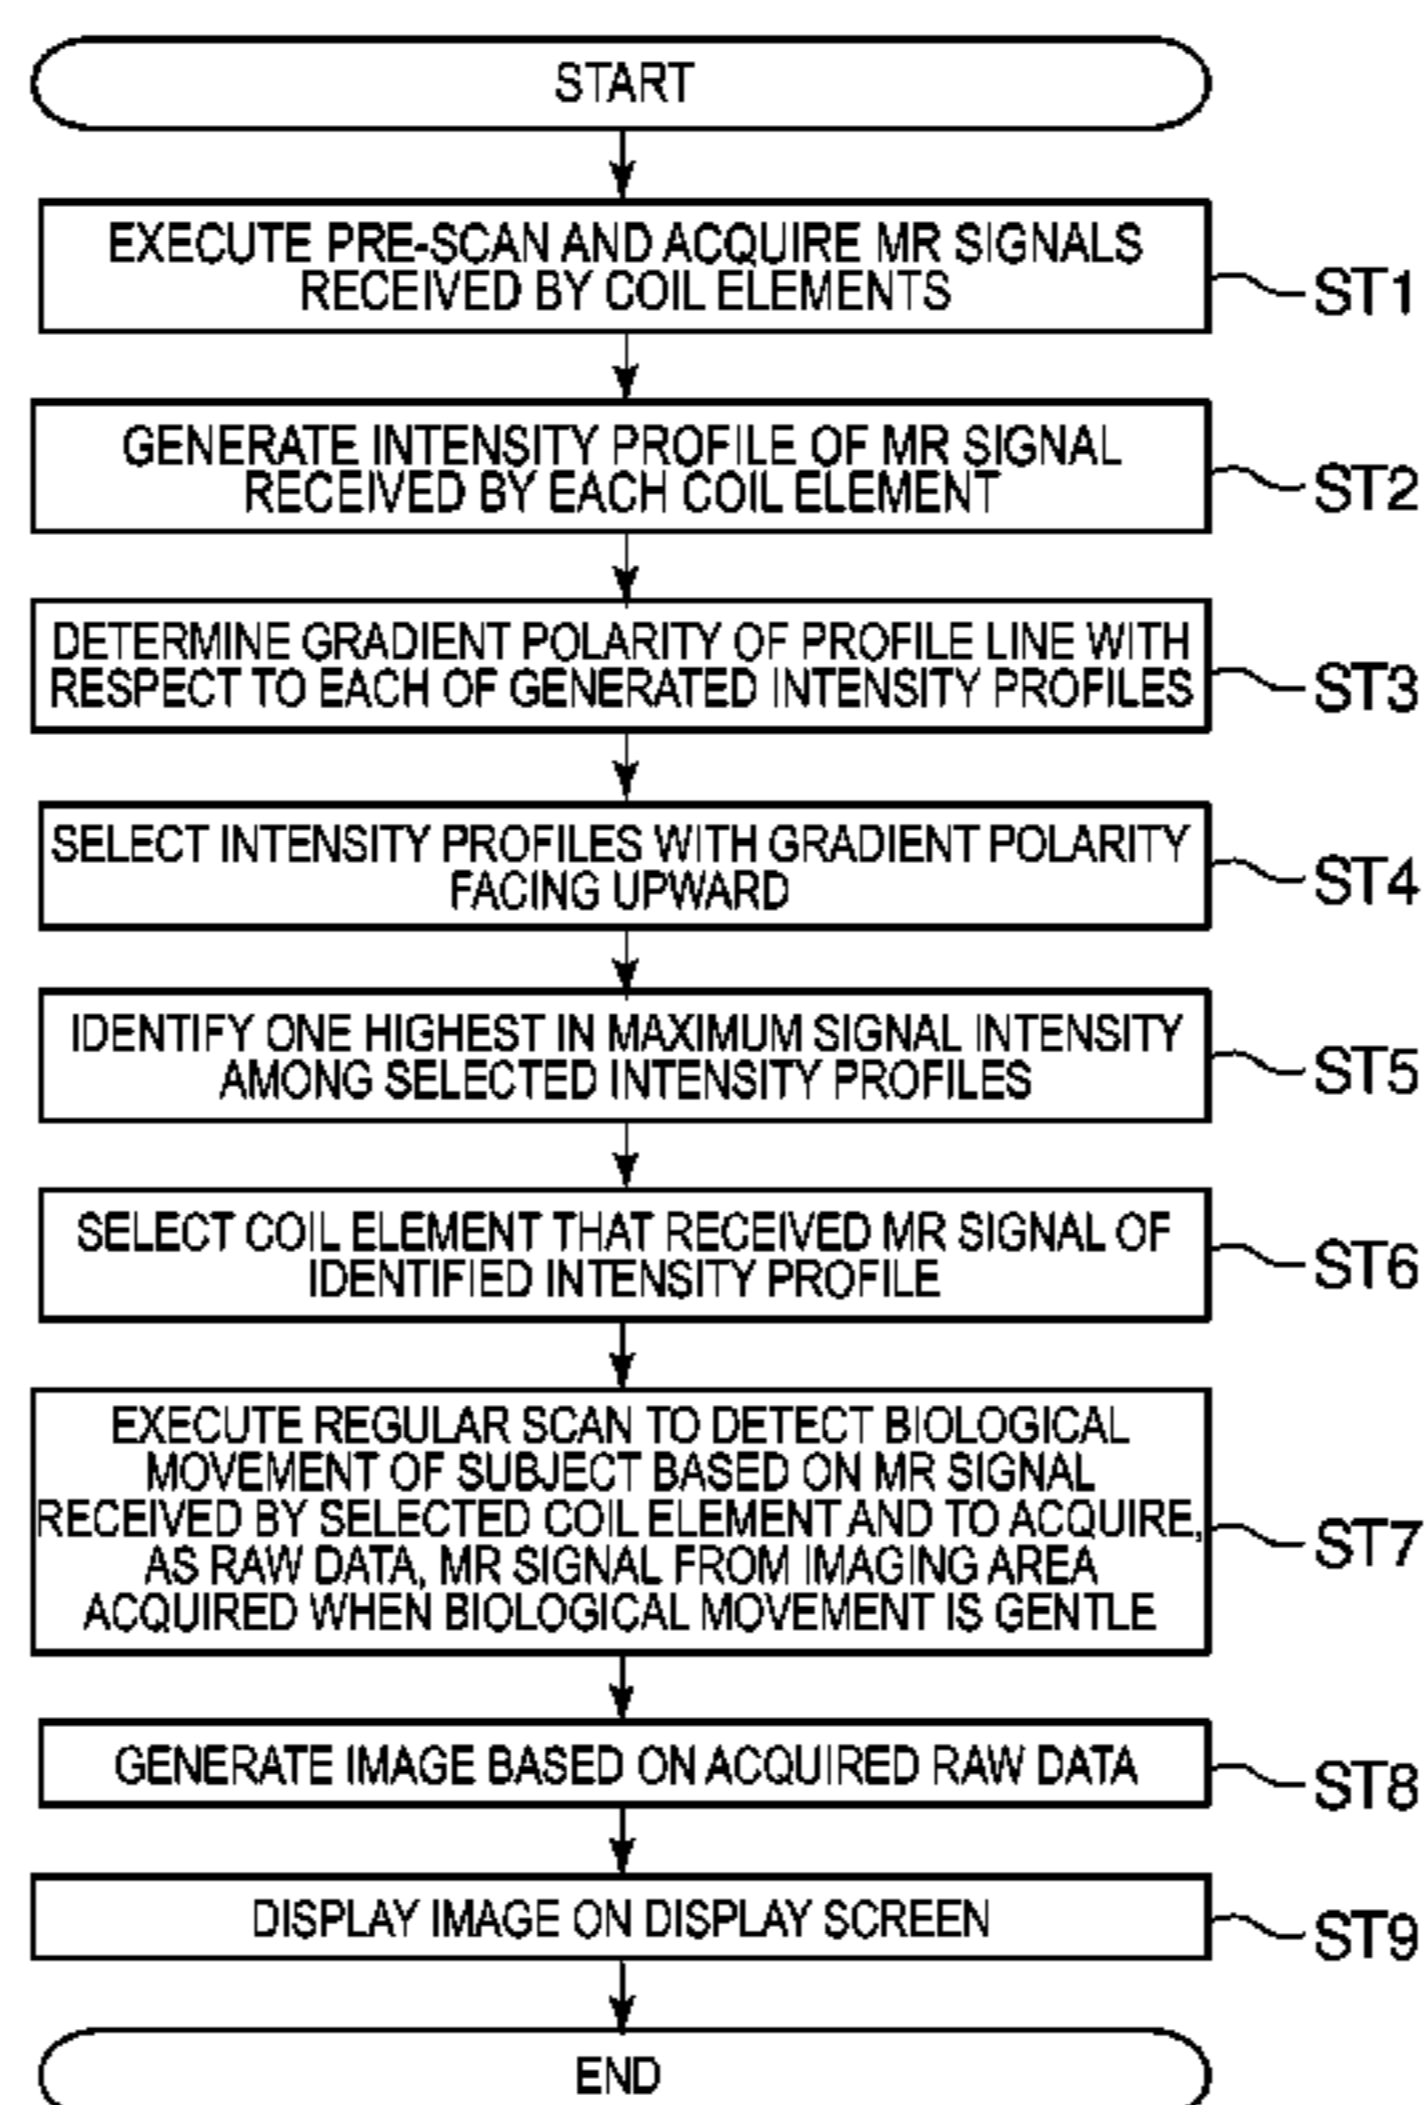 START
EXECUTE PRE-SCAN AND ACQUIRE MR SIGNALS
RECEIVED BY COIL ELEMENTS
ST1
GENERATE INTENSITY PROFILE OF MR SIGNAL
RECEIVED BY EACH COIL ELEMENT
ST2
DETERMINE GRADIENT POLARITY OF PROFILE LINE WITH
RESPECT TO EACH OF GENERATED INTENSITY PROFILES
ST3
SELECT INTENSITY PROFILES WITH GRADIENT POLARITY
FACING UPWARD
ST4
IDENTIFY ONE HIGHEST IN MAXIMUM SIGNAL INTENSITY
AMONG SELECTED INTENSITY PROFILES
ST5
SELECT COIL ELEMENT THAT RECEIVED MR SIGNAL OF
IDENTIFIED INTENSITY PROFILE
ST6
EXECUTE REGULAR SCAN TO DETECT BIOLOGICAL
MOVEMENT OF SUBJECT BASED ON MR SIGNAL
RECEIVED BY SELECTED COIL ELEMENT AND TO ACQUIRE,
AS RAW DATA, MR SIGNAL FROM IMAGING AREA
ACQUIRED WHEN BIOLOGICAL MOVEMENT IS GENTLE
ST7
GENERATE IMAGE BASED ON ACQUIRED RAW DATA
ST8
DISPLAY IMAGE ON DISPLAY SCREEN
ST9
END